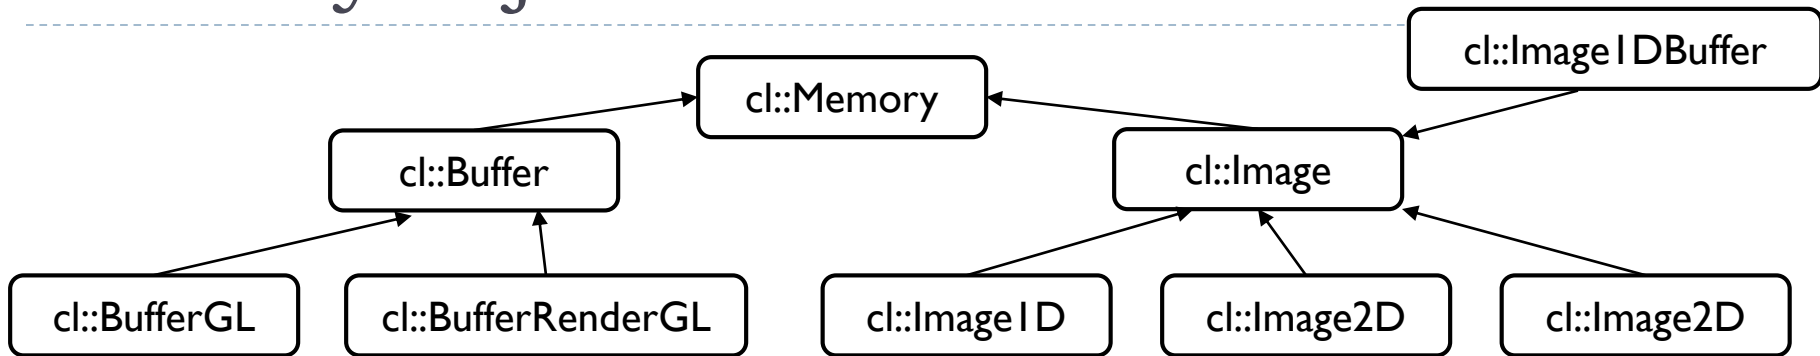 cl::Image1DBuffer
cl::Memory
cl::Buffer
cl::Image
cl::BufferGL
cl::BufferRenderGL
cl::Image1D
cl::Image2D
cl::Image2D